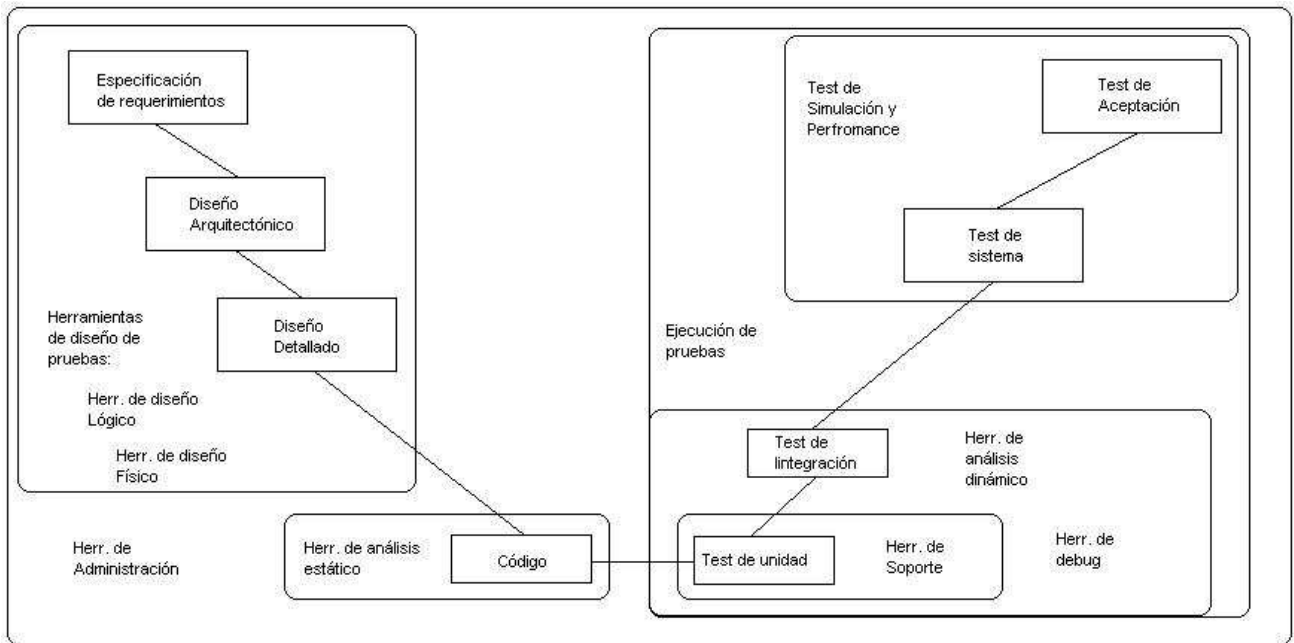 Especificación
de requerimientos
Diseño
Arquitectónico
Diseño
Detallado
Herramientas
de diseño de
pruebas:
Herr. de diseño
Lógico
Herr. de diseño
Físico
Herr. de
Administración
Herr. de análisis
estático
Código
Test de
Simulación y
Perfromance
Test de
Aceptación
Test de
sistema
Ejecución de
pruebas
Test de
Iintegración
Herr. de
análisis
dinámico
Test de unidad
Herr. de
Soporte
Herr. de
debug